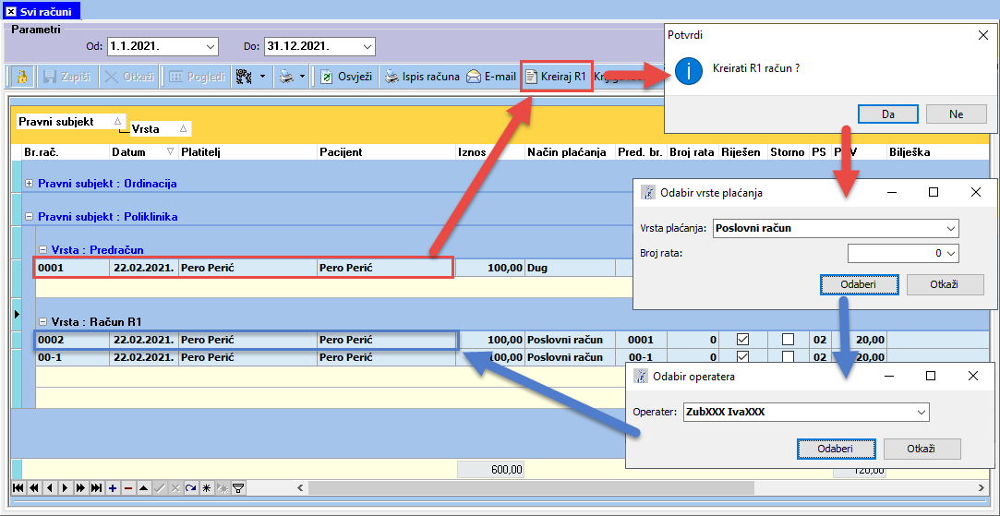 Svi računi
Parametri
Od: 1.1.2021. Do: 31.12.2021.
Zapiši Otkaži Pogledi Osvježi Ispis računa E-mail Kreiraj R1
Potvrdi
Kreirati R1 račun ?
Da Ne
Pravni subjekt
Vrsta
Br.rač. Datum Platitelj Pacijent Iznos Način plaćanja Pred. br. Broj rata Riješen Storno PS Bilješka
Pravni subjekt : Ordinacija
Pravni subjekt : Poliklinika
Vrsta : Predračun
0001 22.02.2021. Pero Perić Pero Perić 100,00 Dug
Vrsta : Račun R1
0002 22.02.2021. Pero Perić Pero Perić 100,00 Poslovni račun 0001 0 02 20,00
00-1 22.02.2021. Pero Perić Pero Perić 100,00 Poslovni račun 00-1 0 02 20,00
600,00 120,00
Odabir vrste plaćanja
Vrsta plaćanja: Poslovni račun
Broj rata: 0
Odaberi Otkaži
Odabir operatera
Operater: ZubXXX IvaXXX
Odaberi Otkaži